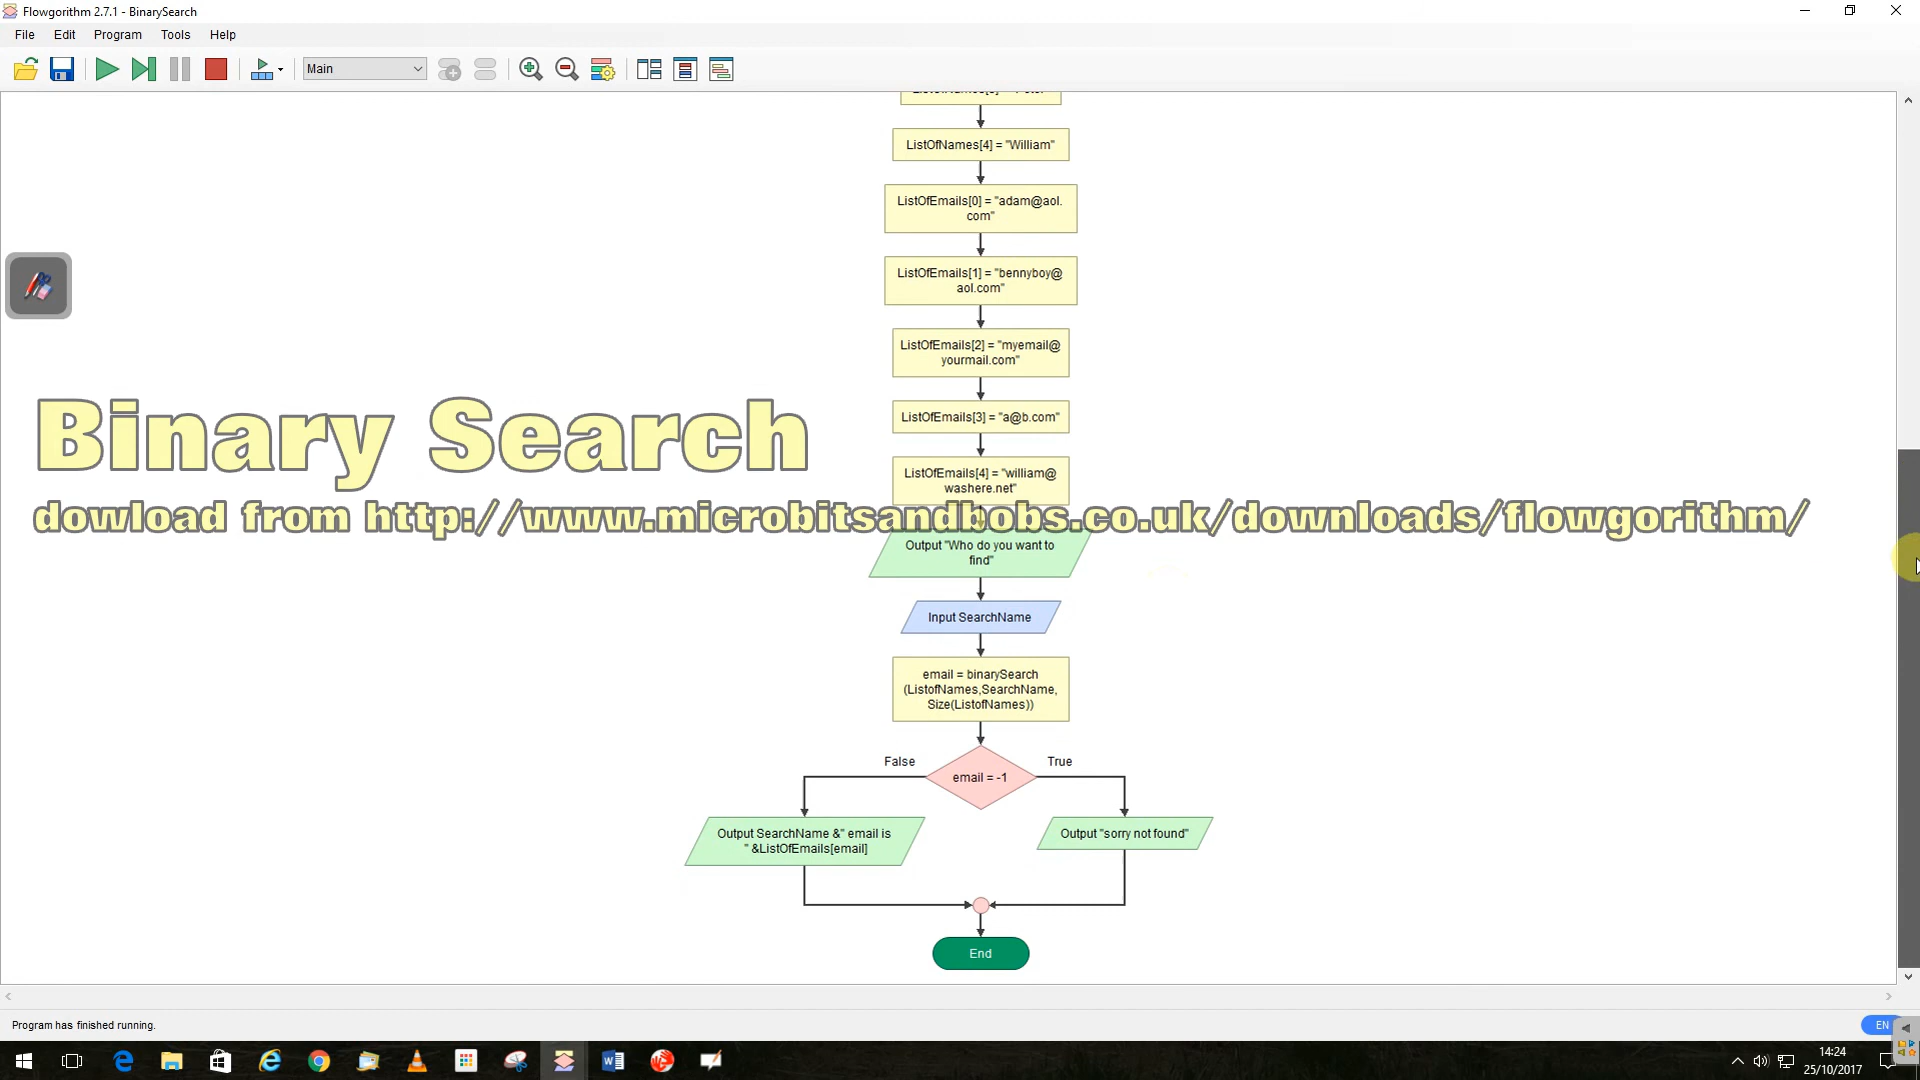 Flowgorithm 2.7.1 - BinarySearch
File Edit Program Tools Help
Main
ListOfNames[4] = "William"
ListOfEmails[0] = "adam@aol.
com"
ListOfEmails[1] = "bennyboy@
aol.com"
ListOfEmails[2] = "myemail@
yourmail.com"
ListOfEmails[3] = "a@b.com"
Binary Search
ListOfEmails[4] = "william@
washere.net"
dowload from http://www.microbitsandbobs.co.uk/downloads/flowgorithm/
Output "Who do you want to
find"
Input SearchName
email = binarySearch
(ListofNames,SearchName,
Size(ListofNames))
False
True
email = -1
Output SearchName &" email is
" &ListOfEmails[email]
Output "sorry not found"
End
Program has finished running.
EN
14:24
25/10/2017